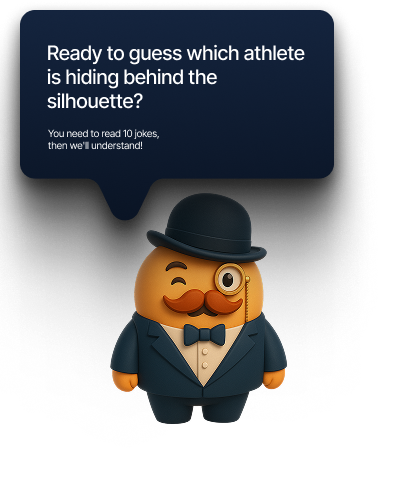 Ready to guess which athlete
is hiding behind the
silhouette?
You need to read 10 jokes,
then we'll understand!